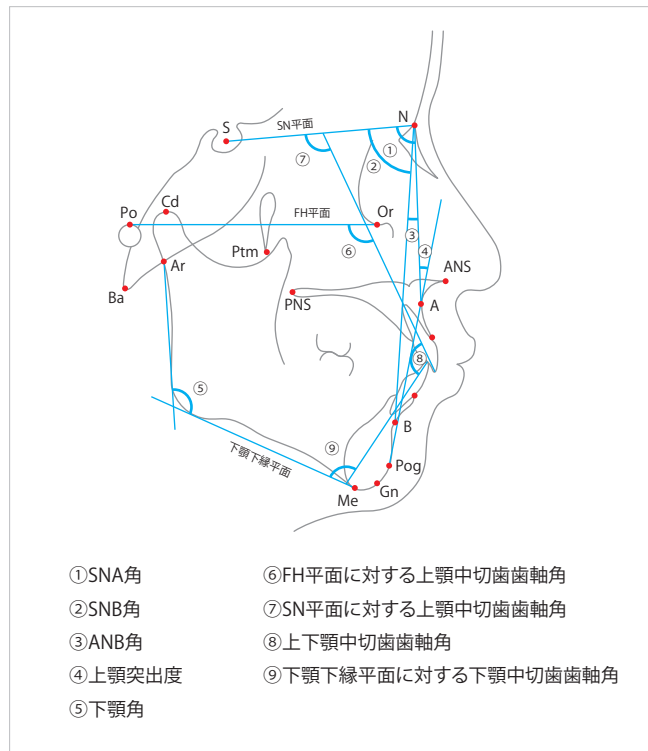 N
S
SN平面
①
②
⑦
Cd
Po
FH平面
Or
③
⑥
④
Ptm
Ar
ANS
Ba
PNS
A
⑧
⑤
B
下顎下縁平面
⑨
Pog
Me
Gn
①SNA角
⑥FH平面に対する上顎中切歯歯軸角
②SNB角
⑦SN平面に対する上顎中切歯歯軸角
③ANB角
⑧上下顎中切歯歯軸角
④上顎突出度
⑨下顎下縁平面に対する下顎中切歯歯軸角
⑤下顎角